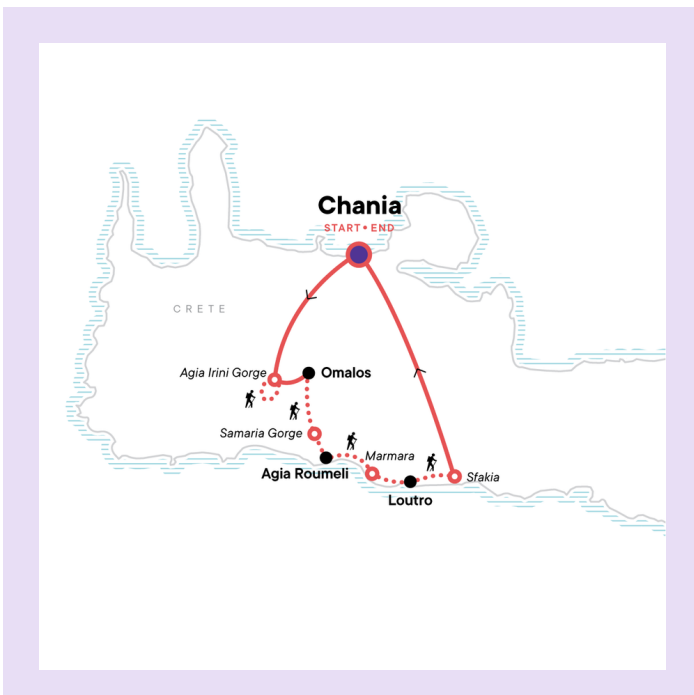 Chania
START • END
CRETE
Agia Irini Gorge
Omalos
Samaria Gorge
Marmara
Agia Roumeli
Sfakia
Loutro